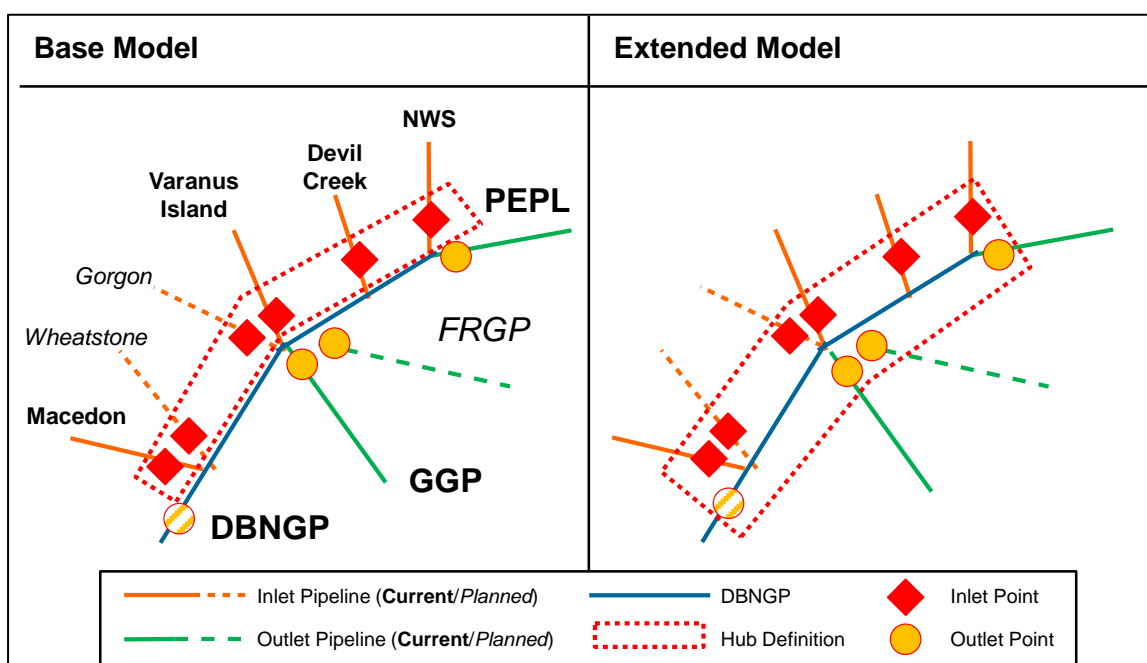 Base Model
Extended Model
NWS
Devil
Creek
Varanus
Island
PEPL
Gorgon
Wheatstone
FRGP
Macedon
GGP
DBNGP
Inlet Pipeline (Current/Planned)
DBNGP
Inlet Point
Outlet Pipeline (Current/Planned)
Hub Definition
Outlet Point